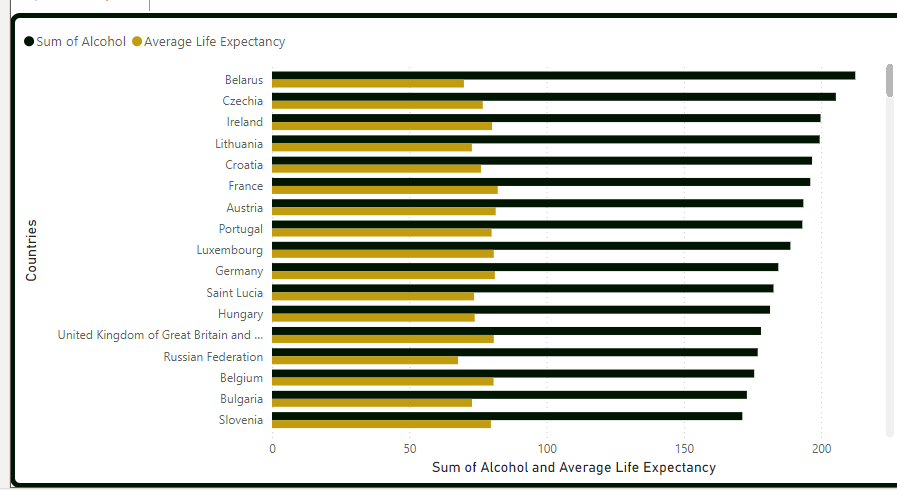 Sum of Alcohol Average Life Expectancy
Countries
Belarus
Czechia
Ireland
Lithuania
Croatia
France
Austria
Portugal
Luxembourg
Germany
Saint Lucia
Hungary
United Kingdom of Great Britain and ...
Russian Federation
Belgium
Bulgaria
Slovenia
0 50 100 150 200
Sum of Alcohol and Average Life Expectancy